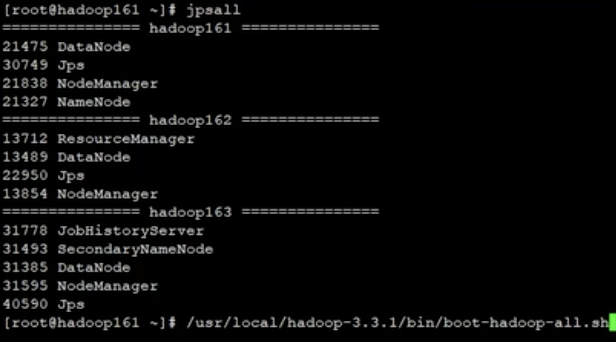 [root@hadoop161 ~]# jpsall
=============== hadoop161 ===============
21475 DataNode
30749 Jps
21838 NodeManager
21327 NameNode
=============== hadoop162 ===============
13712 ResourceManager
13489 DataNode
22950 Jps
13854 NodeManager
=============== hadoop163 ===============
31778 JobHistoryServer
31493 SecondaryNameNode
31385 DataNode
31595 NodeManager
40590 Jps
[root@hadoop161 ~]# /usr/local/hadoop-3.3.1/bin/boot-hadoop-all.sh